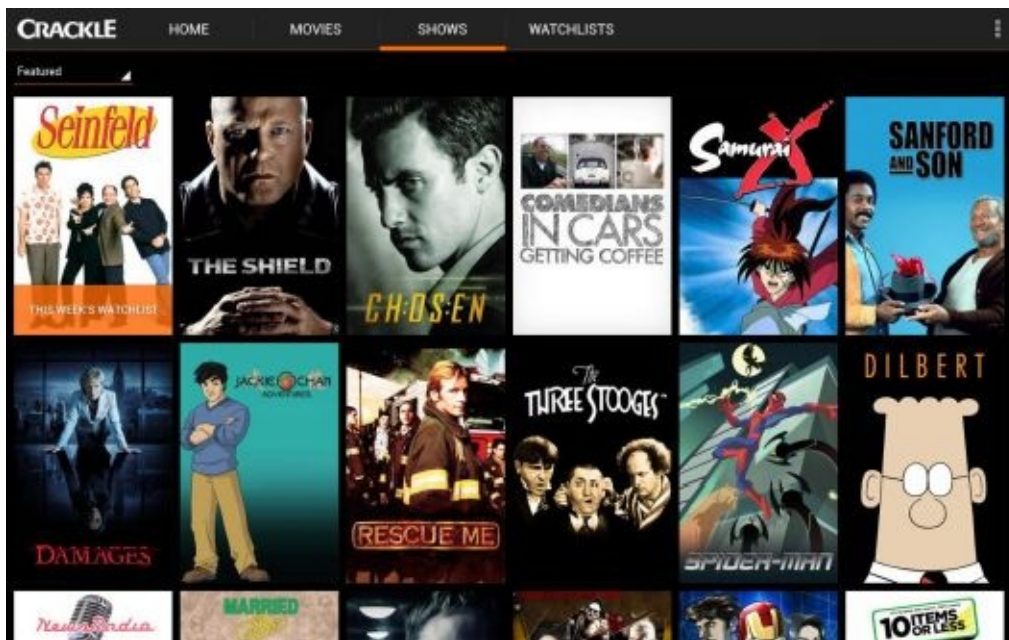 CRACKLE HOME MOVIES SHOWS WATCHLISTS
Featured
Seinfeld
THIS WEEK'S WATCHLIST
THE SHIELD
CHOSEN
COMEDIANS
IN CARS
GETTING COFFEE
Samurai X
SANFORD
AND SON
DAMAGES
JACKIE CHAN
ADVENTURES
RESCUE ME
THE
THREE STOOGES
SPIDER-MAN
DILBERT
NewsRadio
MARRIED
10 ITEMS
OR LESS